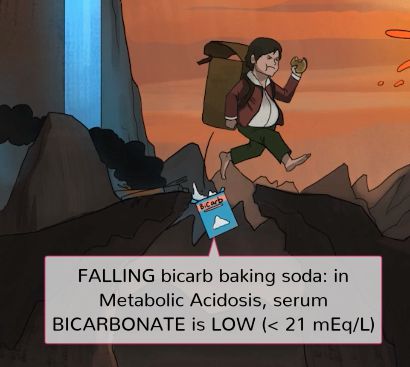 BiCarb
FALLING bicarb baking soda: in
Metabolic Acidosis, serum
BICARBONATE is LOW (< 21 mEq/L)